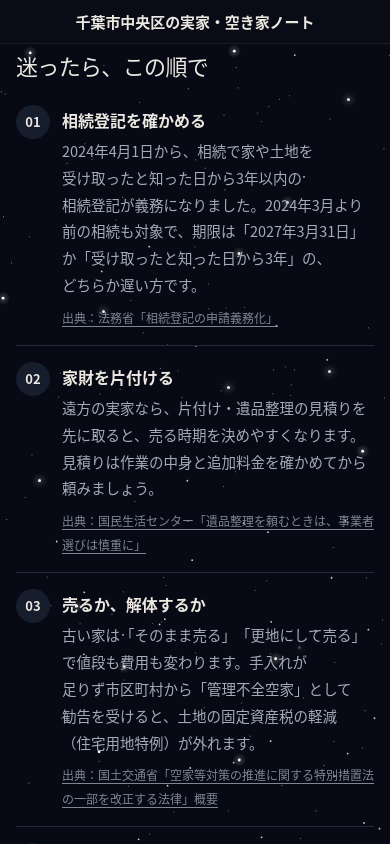 千葉市中央区の実家・空き家ノート
迷ったら、この順で
01
相続登記を確かめる
2024年4月1日から、相続で家や土地を
受け取ったと知った日から3年以内の
相続登記が義務になりました。2024年3月より
前の相続も対象で、期限は「2027年3月31日」
か「受け取ったと知った日から3年」の、
どちらか遅い方です。
出典：法務省「相続登記の申請義務化」
02
家財を片付ける
遠方の実家なら、片付け・遺品整理の見積りを
先に取ると、売る時期を決めやすくなります。
見積りは作業の中身と追加料金を確かめてから
頼みましょう。
出典：国民生活センター「遺品整理を頼むときは、事業者
選びは慎重に」
03
売るか、解体するか
古い家は「そのまま売る」「更地にして売る」
で値段も費用も変わります。手入れが
足りず市区町村から「管理不全空家」として
勧告を受けると、土地の固定資産税の軽減
（住宅用地特例）が外れます。
出典：国土交通省「空家等対策の推進に関する特別措置法
の一部を改正する法律」概要